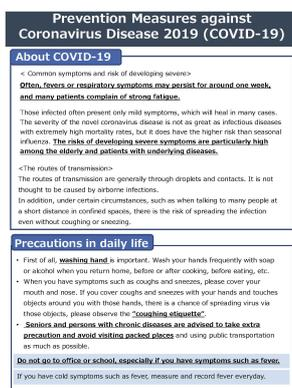 Prevention Measures against
Coronavirus Disease 2019 (COVID-19)
About COVID-19
< Common symptoms and risk of developing severe>
Often, fevers or respiratory symptoms may persist for around one week,
and many patients complain of strong fatigue.
Those infected often present only mild symptoms, which will heal in many cases.
The severity of the novel coronavirus disease is not as great as infectious diseases
with extremely high mortality rates, but it does have the higher risk than seasonal
influenza. The risks of developing severe symptoms are particularly high
among the elderly and patients with underlying diseases.
<The routes of transmission>
The routes of transmission are generally through droplets and contacts. It is not
thought to be caused by airborne infections.
In addition, under certain circumstances, such as when talking to many people at
a short distance in confined spaces, there is risk of spreading the infection
even without coughing or sneezing.
Precautions in daily life
• First of all, washing hand is important. Wash your hands frequently with soap
or alcohol when you return home, before or after cooking, before eating, etc.
• When you have symptoms such as coughs and sneezes, please cover your
mouth and nose. If you cover coughs and sneezes with your hands and touches
objects around you with those hands, there is a chance of spreading virus via
those objects, please observe the "coughing etiquette".
• Seniors and persons with chronic diseases are advised to take extra
precaution and avoid visiting packed places and using public transportation
as much as possible.
Do not go to office or school, especially if you have symptoms such as fever.
If you have cold symptoms such as fever, measure and record fever everyday.